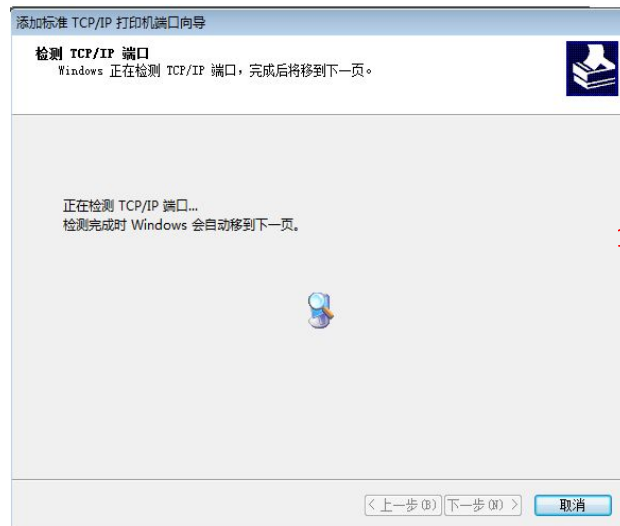 添加标准 TCP/IP 打印机端口向导
检测 TCP/IP 端口
Windows 正在检测 TCP/IP 端口，完成后将移到下一页。
正在检测 TCP/IP 端口...
检测完成时 Windows 会自动移到下一页。
< 上一步(B) 下一步(N) > 取消